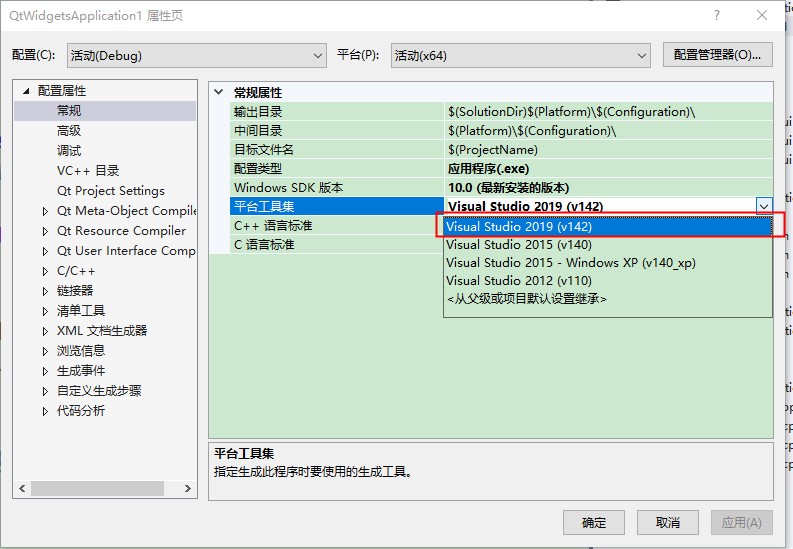 QtWidgetsApplication1 属性页
配置(C): 活动(Debug) 平台(P): 活动(x64) 配置管理器(O)...
配置属性
常规
高级
调试
VC++ 目录
Qt Project Settings
Qt Meta-Object Compile
Qt Resource Compiler
Qt User Interface Comp
C/C++
链接器
清单工具
XML 文档生成器
浏览信息
生成事件
自定义生成步骤
代码分析
常规属性
输出目录 $(SolutionDir)$(Platform)\$(Configuration)\
中间目录 $(Platform)\$(Configuration)\
目标文件名 $(ProjectName)
配置类型 应用程序(.exe)
Windows SDK 版本 10.0 (最新安装的版本)
平台工具集 Visual Studio 2019 (v142)
C++ 语言标准 Visual Studio 2019 (v142)
C 语言标准 Visual Studio 2015 (v140)
Visual Studio 2015 - Windows XP (v140_xp)
Visual Studio 2012 (v110)
<从父级或项目默认设置继承>
平台工具集
指定生成此程序时要使用的生成工具。
确定 取消 应用(A)